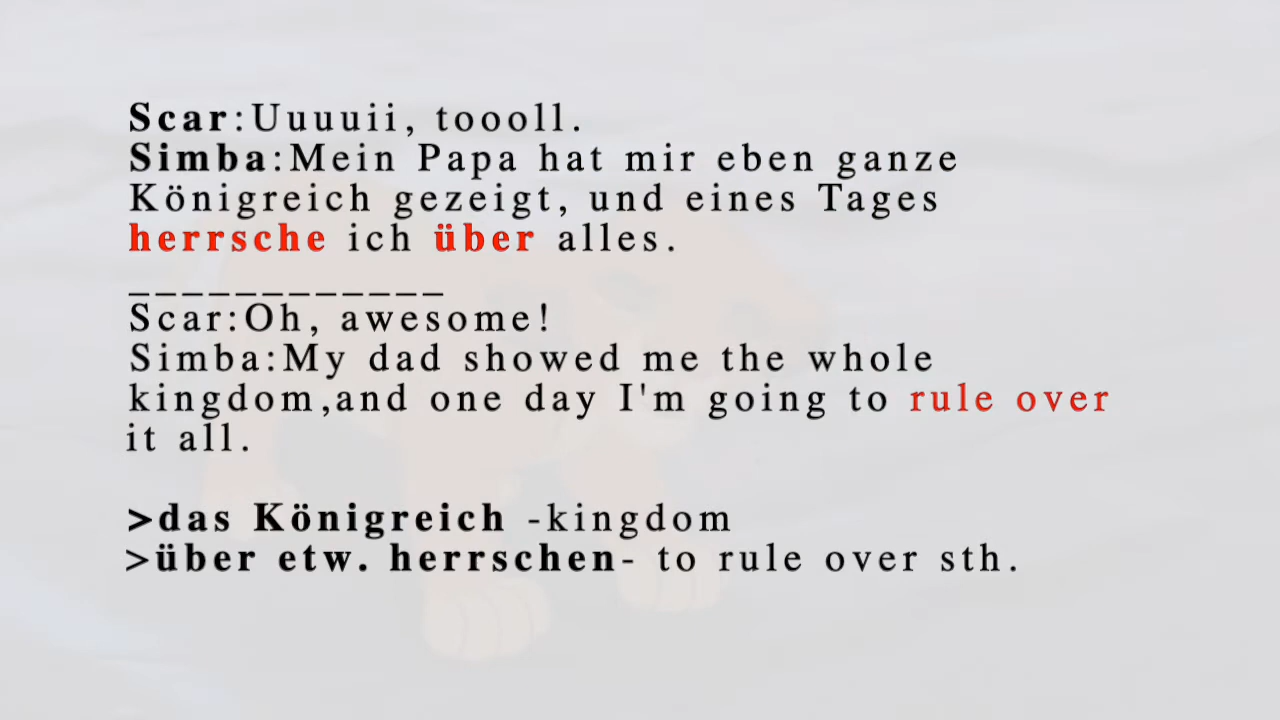 Scar:Uuuuii, toooll.
Simba:Mein Papa hat mir eben ganze
Königreich gezeigt, und eines Tages
herrsche ich über alles.
____________
Scar:Oh, awesome!
Simba:My dad showed me the whole
kingdom,and one day I'm going to rule over
it all.
>das Königreich -kingdom
>über etw. herrschen- to rule over sth.